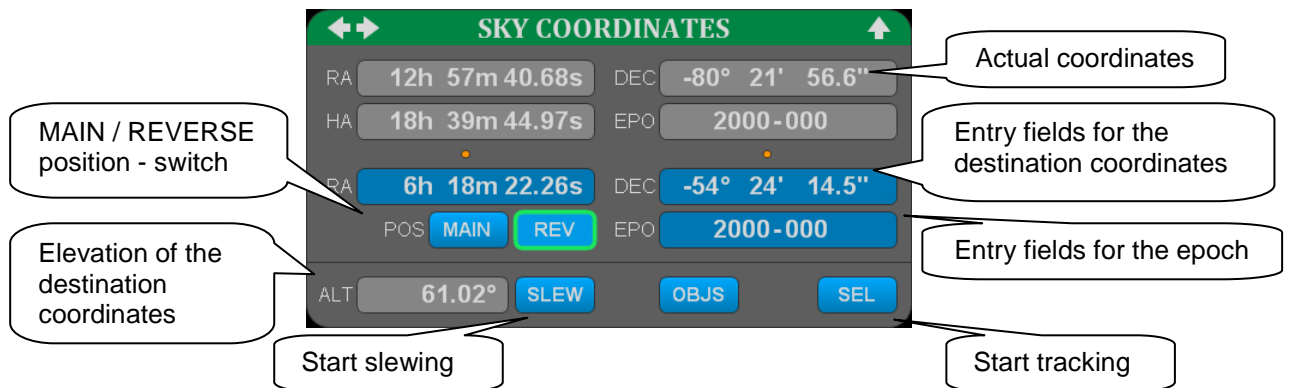 SKY COORDINATES
RA 12h 57m 40.68s DEC -80° 21' 56.6"
HA 18h 39m 44.97s EPO 2000-000
RA 6h 18m 22.26s DEC -54° 24' 14.5"
POS MAIN REV EPO 2000-000
ALT 61.02° SLEW OBJS SEL
Actual coordinates
MAIN / REVERSE
position - switch
Entry fields for the
destination coordinates
Elevation of the
destination
coordinates
Entry fields for the epoch
Start slewing
Start tracking